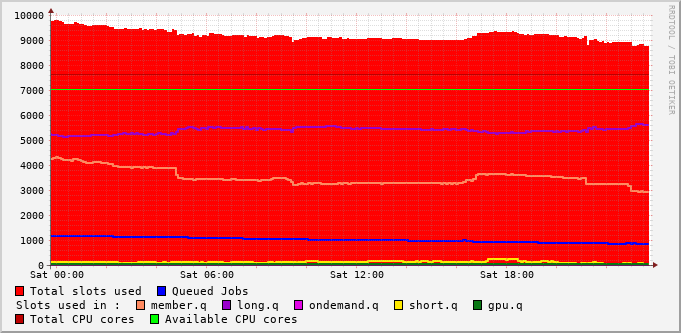 10000
9000
8000
7000
6000
5000
4000
3000
2000
1000
0
Sat 00:00 Sat 06:00 Sat 12:00 Sat 18:00
Total slots used Queued Jobs
Slots used in : member.q long.q ondemand.q short.q gpu.q
Total CPU cores Available CPU cores
RRDTOOL / TOBI OETIKER